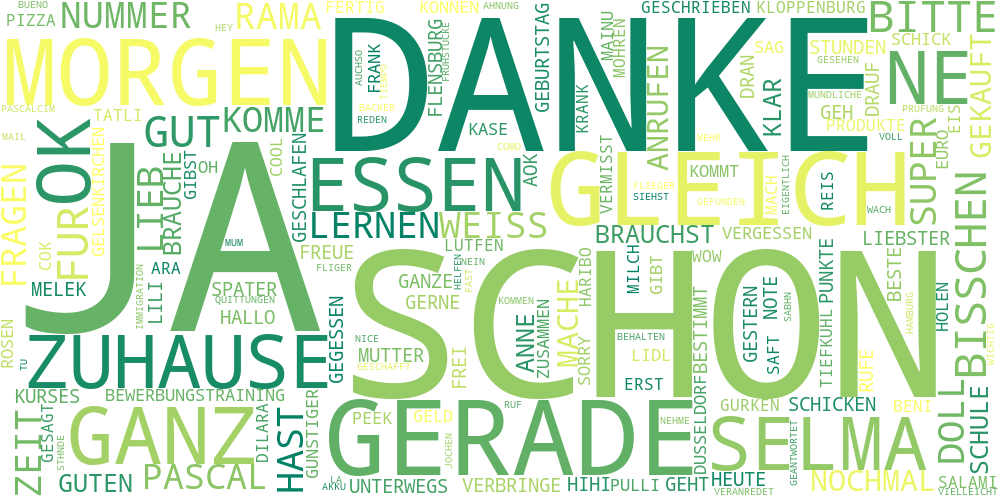 BUENO
PIZZA
NUMMER
HEY
RAMA
FERTIG
KONNEN
AHNUNG
GESCHRIEBEN
KLOPPENBURG
BITTE
MORGEN
DANKE
NE
AUCHSO
FRANK
FLENSBURG
FRUHSTUCKE
GEBURTSTAG
MAINU
MOHREN
SAG
STUNDEN
SCHICK
GESEHEN
DRAN
DRAUF
GEKAUFT
PASCALCIM
TATLI
GUT
KOMME
BACKER
REDEN
KASE
KRANK
ANRUFEN
KLAR
MUNDLICHE
GEH
PRODUKTE
PRUFUNG
EIS
MAIL
OK
GELSENKIRCHEN
OH
COOL
GESCHLAFEN
ESSEN
COMO
AOK
GLEICH
VERMISST
MEHR
KOMMT
MACH
EIGENTLICH
REIS
VOLL
SUPER
EURO
FRAGEN
COK
FUR
LIEB
BRAUCHE
GIBST
FLIEGER
SIEHST
GEFUNDEN
WACH
BISSCHEN
JA
MUM
LERNEN
WEISS
BRAUCHST
VERGESSEN
LIEBSTER
ARA
FREUE
LUTFEN
NEIN
HARIBO
WOW
MELEK
LILI
IMMIGRATION
SPATER
QUITTUNGEN
HALLO
FLIGER
GANZE
GERNE
HELFEN
FAST
KOMMEN
SCHON
MILCH
GIBT
GESTERN
NOTE
SABHN
PUNKTE
BESTE
HAMBURG
HOLEN
ROSEN
TU
ZUHAUSE
GEGESSEN
NICE
MUTTER
GESCHAFFT
FREI
ANNE
ZUSAMMEN
MACHE
SORRY
BEHALTEN
LIDL
ERST
BESTIMMT
SAFT
TIEFKUHL
RUFE
WICHTIG
KURSES
BEWERBUNGSTRAINING
GUNSTIGER
GERADE
PEEK
GELD
RUF
NEHME
DUSSELDORF
GURKEN
SCHICKEN
BENI
DOLL
SCHULE
ZEIT
GESAGT
STHNDE
GANZ
DILARA
HAST
JOCHEN
SELMA
GEANTWORTET
GUTEN
PASCAL
LA
AKKU
UNTERWEGS
VERBRINGE
HIHI
PULLI
GEHT
HEUTE
VERANREDET
NOCHMAL
SALAMI
VIELLEICHT